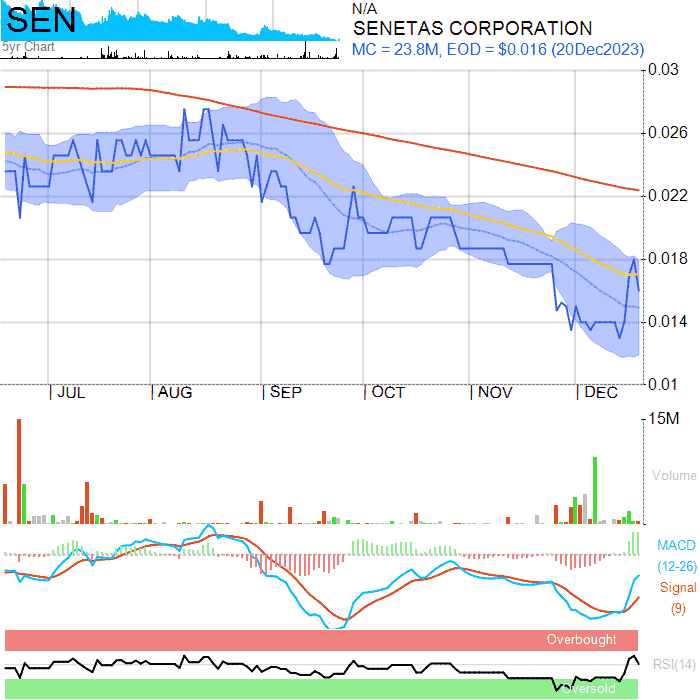 SEN
N/A
SENETAS CORPORATION
5yr Chart
MC = 23.8M, EOD = $0.016 (20Dec2023)
0.03
0.026
0.022
0.018
0.014
0.01
JUL AUG SEP OCT NOV DEC
15M
Volume
MACD
(12-26)
Signal
(9)
Overbought
RSI(14)
Oversold